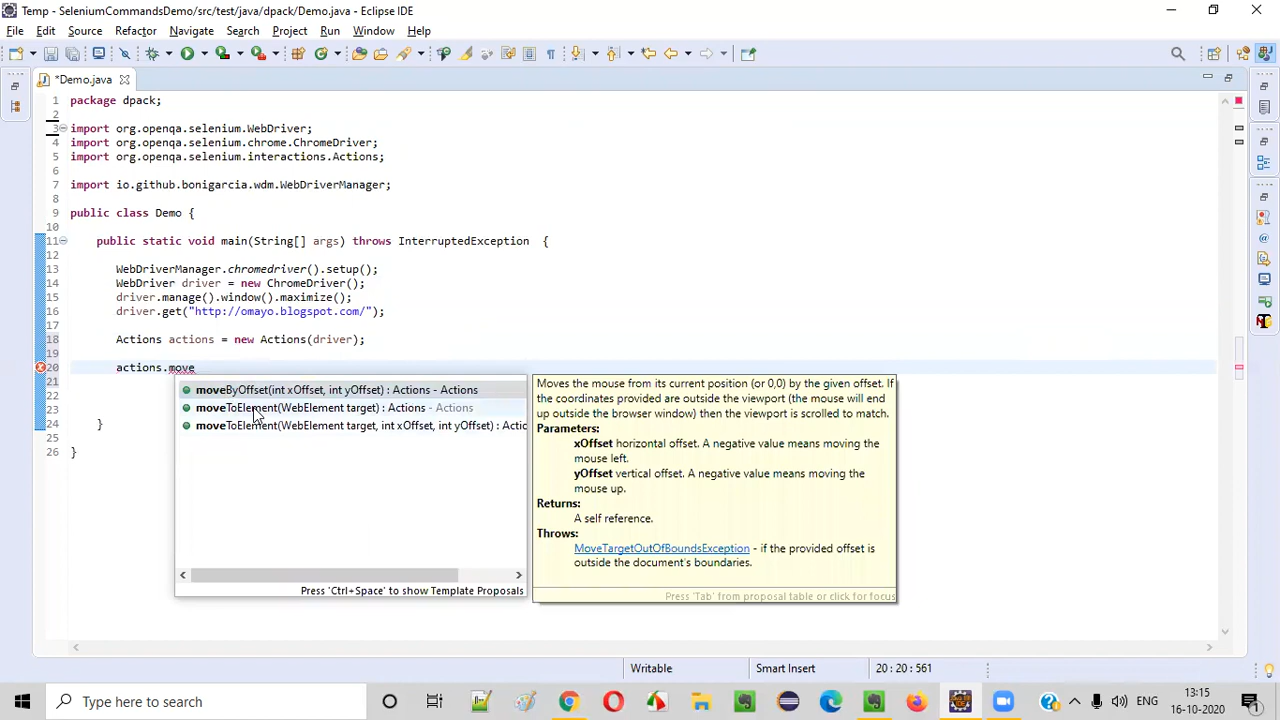 Temp - SeleniumCommandsDemo/src/test/java/dpack/Demo.java - Eclipse IDE
File Edit Source Refactor Navigate Search Project Run Window Help
*Demo.java
1 package dpack;
2
3 import org.openqa.selenium.WebDriver;
4 import org.openqa.selenium.chrome.ChromeDriver;
5 import org.openqa.selenium.interactions.Actions;
6
7 import io.github.bonigarcia.wdm.WebDriverManager;
8
9 public class Demo {
10
11 public static void main(String[] args) throws InterruptedException {
12
13 WebDriverManager.chromedriver().setup();
14 WebDriver driver = new ChromeDriver();
15 driver.manage().window().maximize();
16 driver.get("http://omayo.blogspot.com/");
17
18 Actions actions = new Actions(driver);
19
20 actions.move
21
22
23
24 }
25
26 }
moveByOffset(int xOffset, int yOffset) : Actions - Actions
moveToElement(WebElement target) : Actions - Actions
moveToElement(WebElement target, int xOffset, int yOffset) : Actio
Press 'Ctrl+Space' to show Template Proposals
Moves the mouse from its current position (or 0,0) by the given offset. If
the coordinates provided are outside the viewport (the mouse will
end up outside the browser window) then the viewport is scrolled to match.
Parameters:
xOffset horizontal offset. A negative value means moving the
mouse left.
yOffset vertical offset. A negative value means moving the
mouse up.
Returns:
A self reference.
Throws:
MoveTargetOutOfBoundsException - if the provided offset is
outside the document's boundaries.
Press 'Tab' from proposal table or click for focus
Writable Smart Insert 20 : 20 : 561
Type here to search
ENG 13:15
16-10-2020